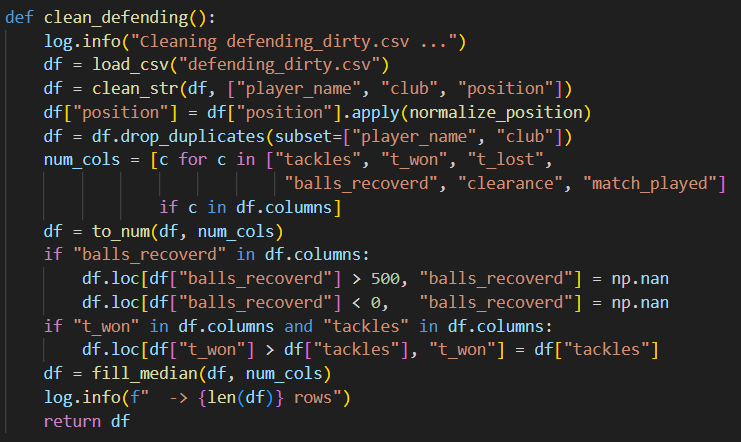 def clean_defending():
    log.info("Cleaning defending_dirty.csv ...")
    df = load_csv("defending_dirty.csv")
    df = clean_str(df, ["player_name", "club", "position"])
    df["position"] = df["position"].apply(normalize_position)
    df = df.drop_duplicates(subset=["player_name", "club"])
    num_cols = [c for c in ["tackles", "t_won", "t_lost",
                            "balls_recoverd", "clearance", "match_played"]
                if c in df.columns]
    df = to_num(df, num_cols)
    if "balls_recoverd" in df.columns:
        df.loc[df["balls_recoverd"] > 500, "balls_recoverd"] = np.nan
        df.loc[df["balls_recoverd"] < 0,   "balls_recoverd"] = np.nan
    if "t_won" in df.columns and "tackles" in df.columns:
        df.loc[df["t_won"] > df["tackles"], "t_won"] = df["tackles"]
    df = fill_median(df, num_cols)
    log.info(f"  -> {len(df)} rows")
    return df